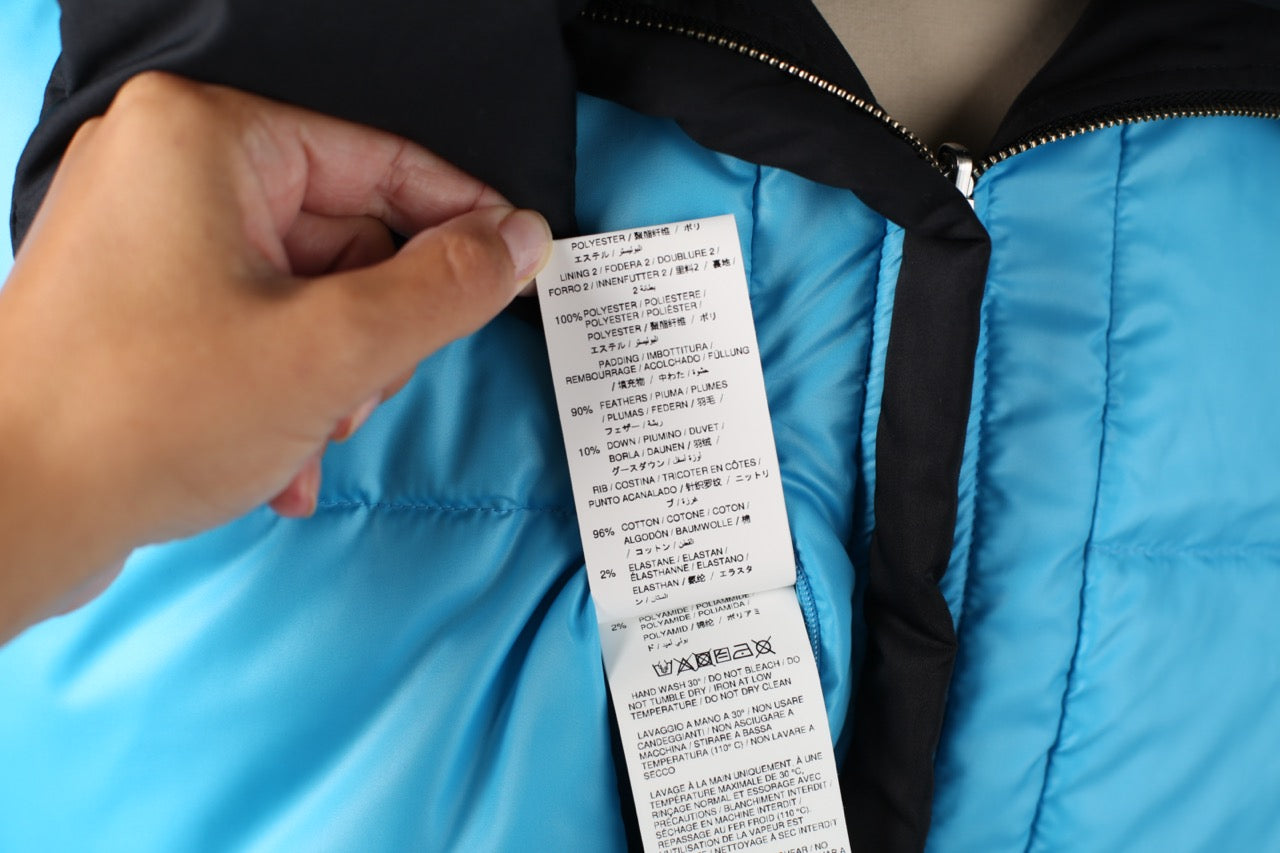 POLYESTER / 聚酯纤维 / ポリ
エステル / البوليستر
LINING 2 / FODERA 2 / DOUBLURE 2 /
FORRO 2 / INNENFUTTER 2 / 里料2 / 裏地 /
بطانة 2
100% POLYESTER / POLIESTERE /
POLYESTER / POLIÉSTER /
POLYESTER / 聚酯纤维 / ポリ
エステル / البوليستر
PADDING / IMBOTTITURA /
REMBOURRAGE / ACOLCHADO / FÜLLUNG
/ 填充物 / 中わた / حشوة
90% FEATHERS / PIUMA / PLUMES
/ PLUMAS / FEDERN / 羽毛 /
フェザー / ريشة
10% DOWN / PIUMINO / DUVET /
BORLA / DAUNEN / 羽绒 /
グースダウン /
RIB / COSTINA / TRICOTER EN CÔTES /
PUNTO ACANALADO / 针织罗纹 / ニットリ
ブ / غرزة
96% COTTON / COTONE / COTON /
ALGODÓN / BAUMWOLLE / 棉
/ コットン / القطن
2% ELASTANE / ELASTAN /
ÉLASTHANNE / ELASTANO /
ELASTHAN / 氨纶 / エラスタ
ン /
2% POLYAMIDE / POLIAMMIDE /
POLYAMIDE / POLIAMIDA /
POLYAMID / 锦纶 / ポリアミ
ド / بولي أميد
HAND WASH 30° / DO NOT BLEACH / DO
NOT TUMBLE DRY / IRON AT LOW
TEMPERATURE / DO NOT DRY CLEAN
LAVAGGIO A MANO A 30° / NON USARE
CANDEGGIANTI / NON ASCIUGARE A
MACCHINA / STIRARE A BASSA
TEMPERATURA (110° C) / NON LAVARE A
SECCO
LAVAGE À LA MAIN UNIQUEMENT, À UNE
TEMPÉRATURE MAXIMALE DE 30 °C,
RINÇAGE NORMAL ET ESSORAGE AVEC
PRÉCAUTIONS / BLANCHIMENT INTERDIT /
SÉCHAGE EN MACHINE INTERDIT /
REPASSAGE AU FER FROID (110 °C).
L'UTILISATION DE LA VAPEUR EST
/ NETTOYAGE À SEC INTERDIT
/ NO